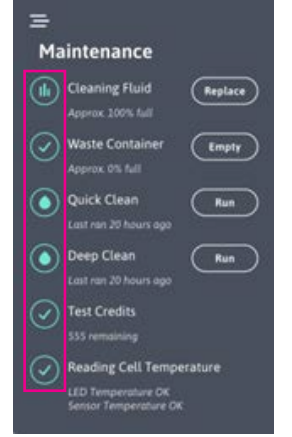 Maintenance
Cleaning Fluid
Replace
Approx. 100% full
Waste Container
Empty
Approx. 0% full
Quick Clean
Run
Last ran 20 hours ago
Deep Clean
Run
Last ran 20 hours ago
Test Credits
555 remaining
Reading Cell Temperature
LED Temperature OK
Sensor Temperature OK